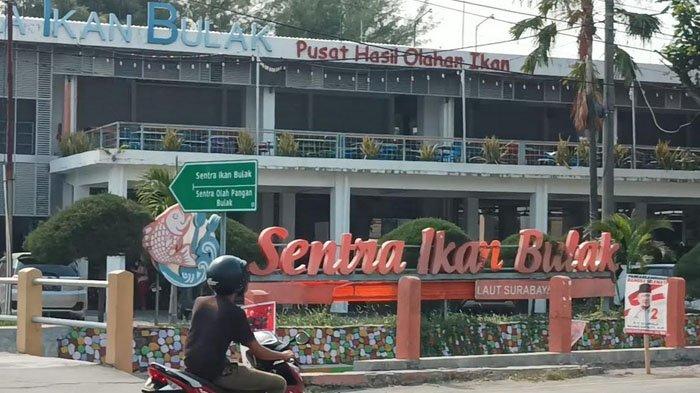 A IKAN BULAK
Pusat Hasil Olahan Ikan
Sentra Ikan Bulak
Sentra Olah Pangan
Bulak
Sentra Ikan Bulak
LAUT SURABAYA
2